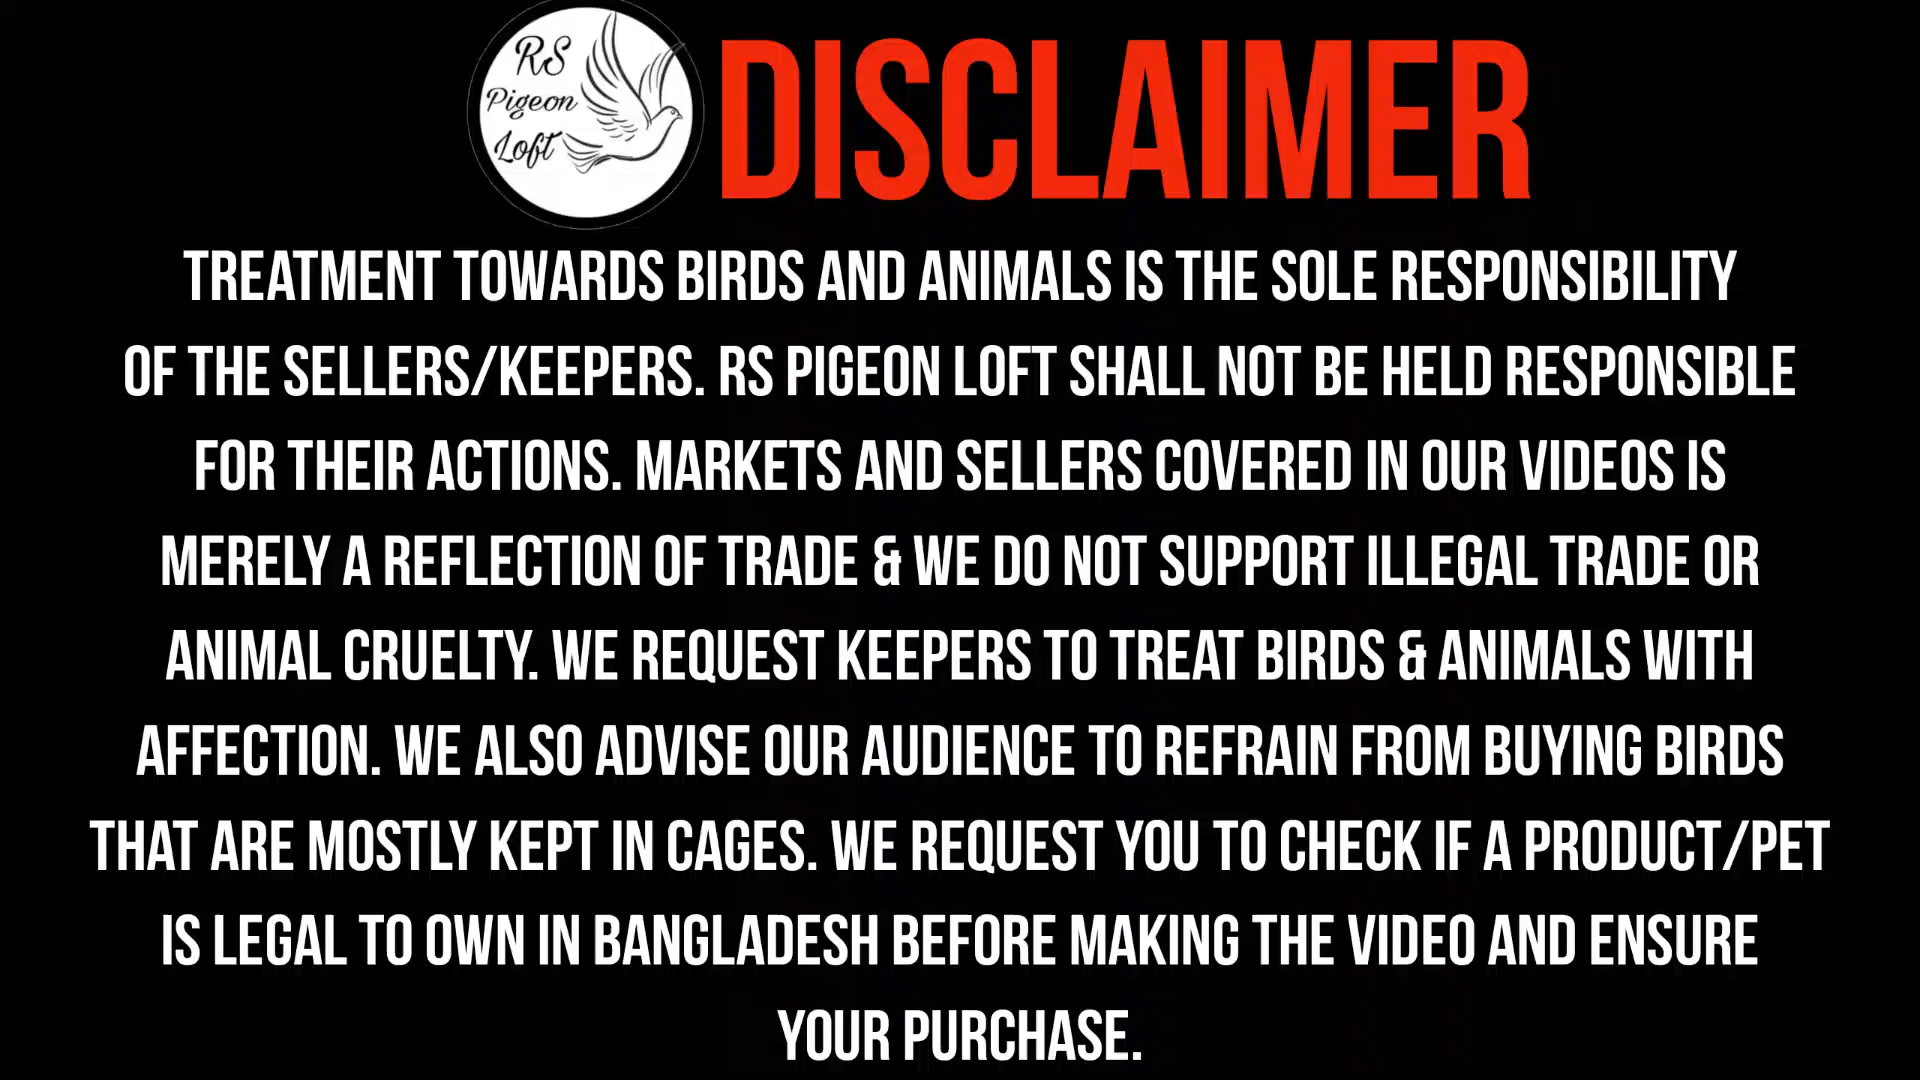 RS
Pigeon
Loft
DISCLAIMER
TREATMENT TOWARDS BIRDS AND ANIMALS IS THE SOLE RESPONSIBILITY
OF THE SELLERS/KEEPERS. RS PIGEON LOFT SHALL NOT BE HELD RESPONSIBLE
FOR THEIR ACTIONS. MARKETS AND SELLERS COVERED IN OUR VIDEOS IS
MERELY A REFLECTION OF TRADE & WE DO NOT SUPPORT ILLEGAL TRADE OR
ANIMAL CRUELTY. WE REQUEST KEEPERS TO TREAT BIRDS & ANIMALS WITH
AFFECTION. WE ALSO ADVISE OUR AUDIENCE TO REFRAIN FROM BUYING BIRDS
THAT ARE MOSTLY KEPT IN CAGES. WE REQUEST YOU TO CHECK IF A PRODUCT/PET
IS LEGAL TO OWN IN BANGLADESH BEFORE MAKING THE VIDEO AND ENSURE
YOUR PURCHASE.